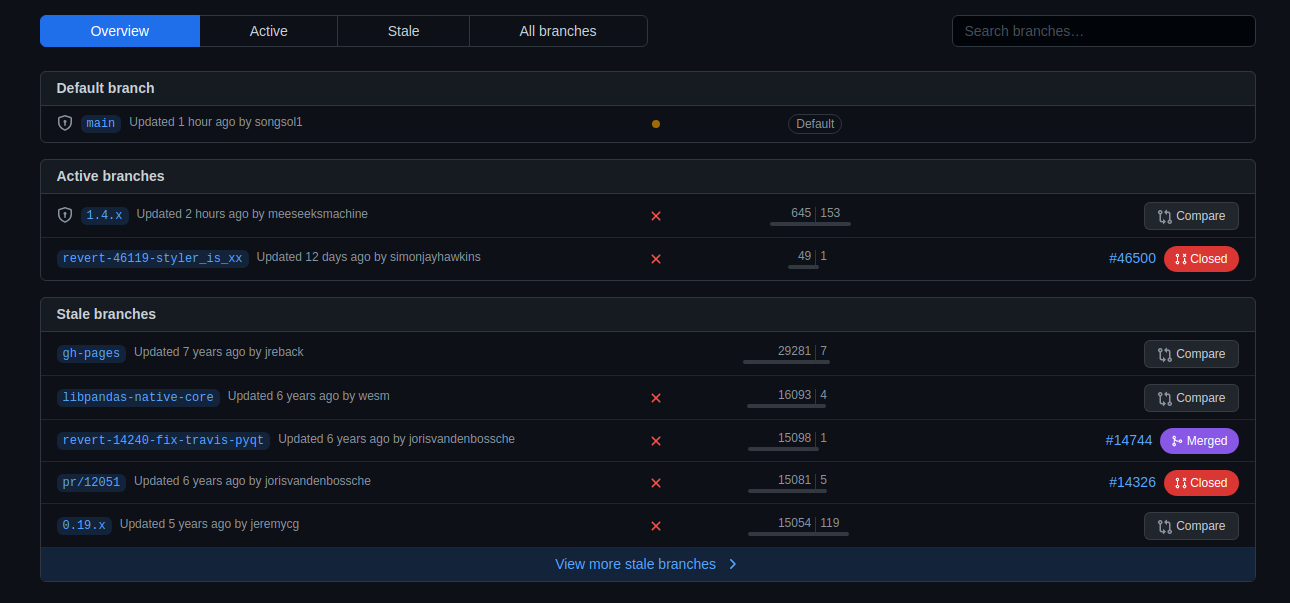 Overview Active Stale All branches Search branches…
Default branch
main Updated 1 hour ago by songsol1 Default
Active branches
1.4.x Updated 2 hours ago by meeseeksmachine 645 153 Compare
revert-46119-styler_is_xx Updated 12 days ago by simonjayhawkins 49 1 #46500 Closed
Stale branches
gh-pages Updated 7 years ago by jreback 29281 7 Compare
libpandas-native-core Updated 6 years ago by wesm 16093 4 Compare
revert-14240-fix-travis-pyqt Updated 6 years ago by jorisvandenbossche 15098 1 #14744 Merged
pr/12051 Updated 6 years ago by jorisvandenbossche 15081 5 #14326 Closed
0.19.x Updated 5 years ago by jeremycg 15054 119 Compare
View more stale branches